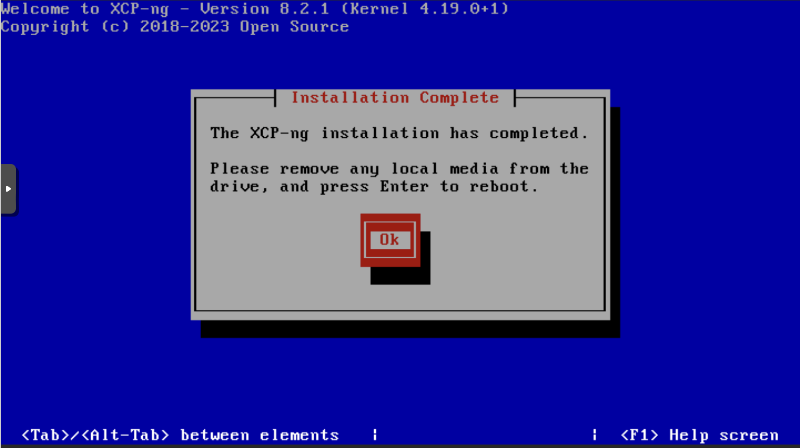 Welcome to XCP-ng - Version 8.2.1 (Kernel 4.19.0+1)
Copyright (c) 2018-2023 Open Source
Installation Complete
The XCP-ng installation has completed.
Please remove any local media from the
drive, and press Enter to reboot.
Ok
<Tab>/<Alt-Tab> between elements | | <F1> Help screen